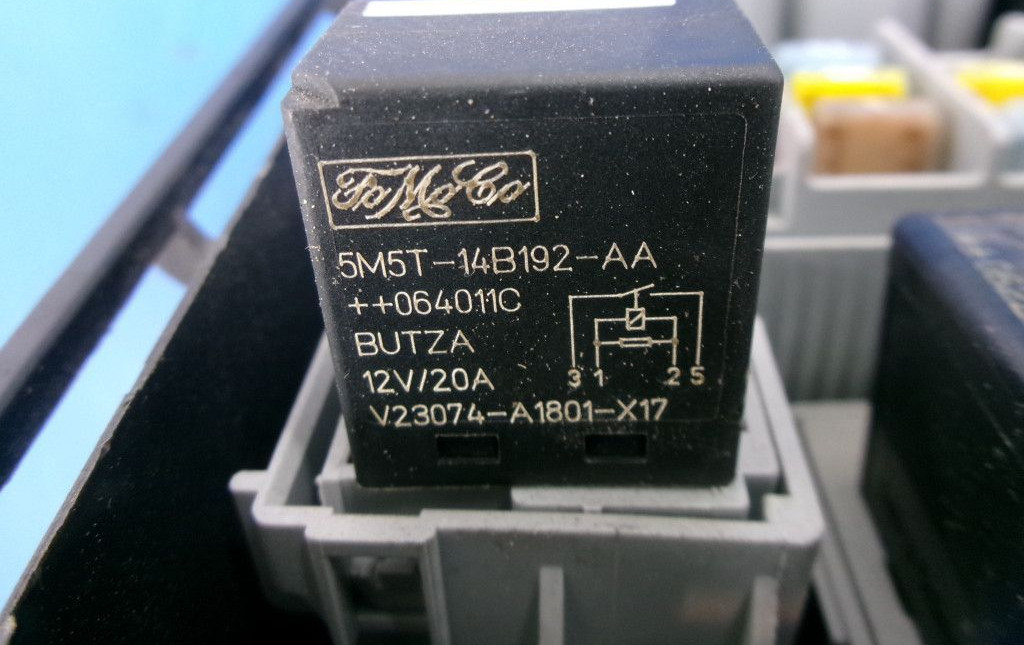 FoMoCo
5M5T-14B192-AA
++064011C
BUTZA
12V/20A
3 1 2 5
V23074-A1801-X17